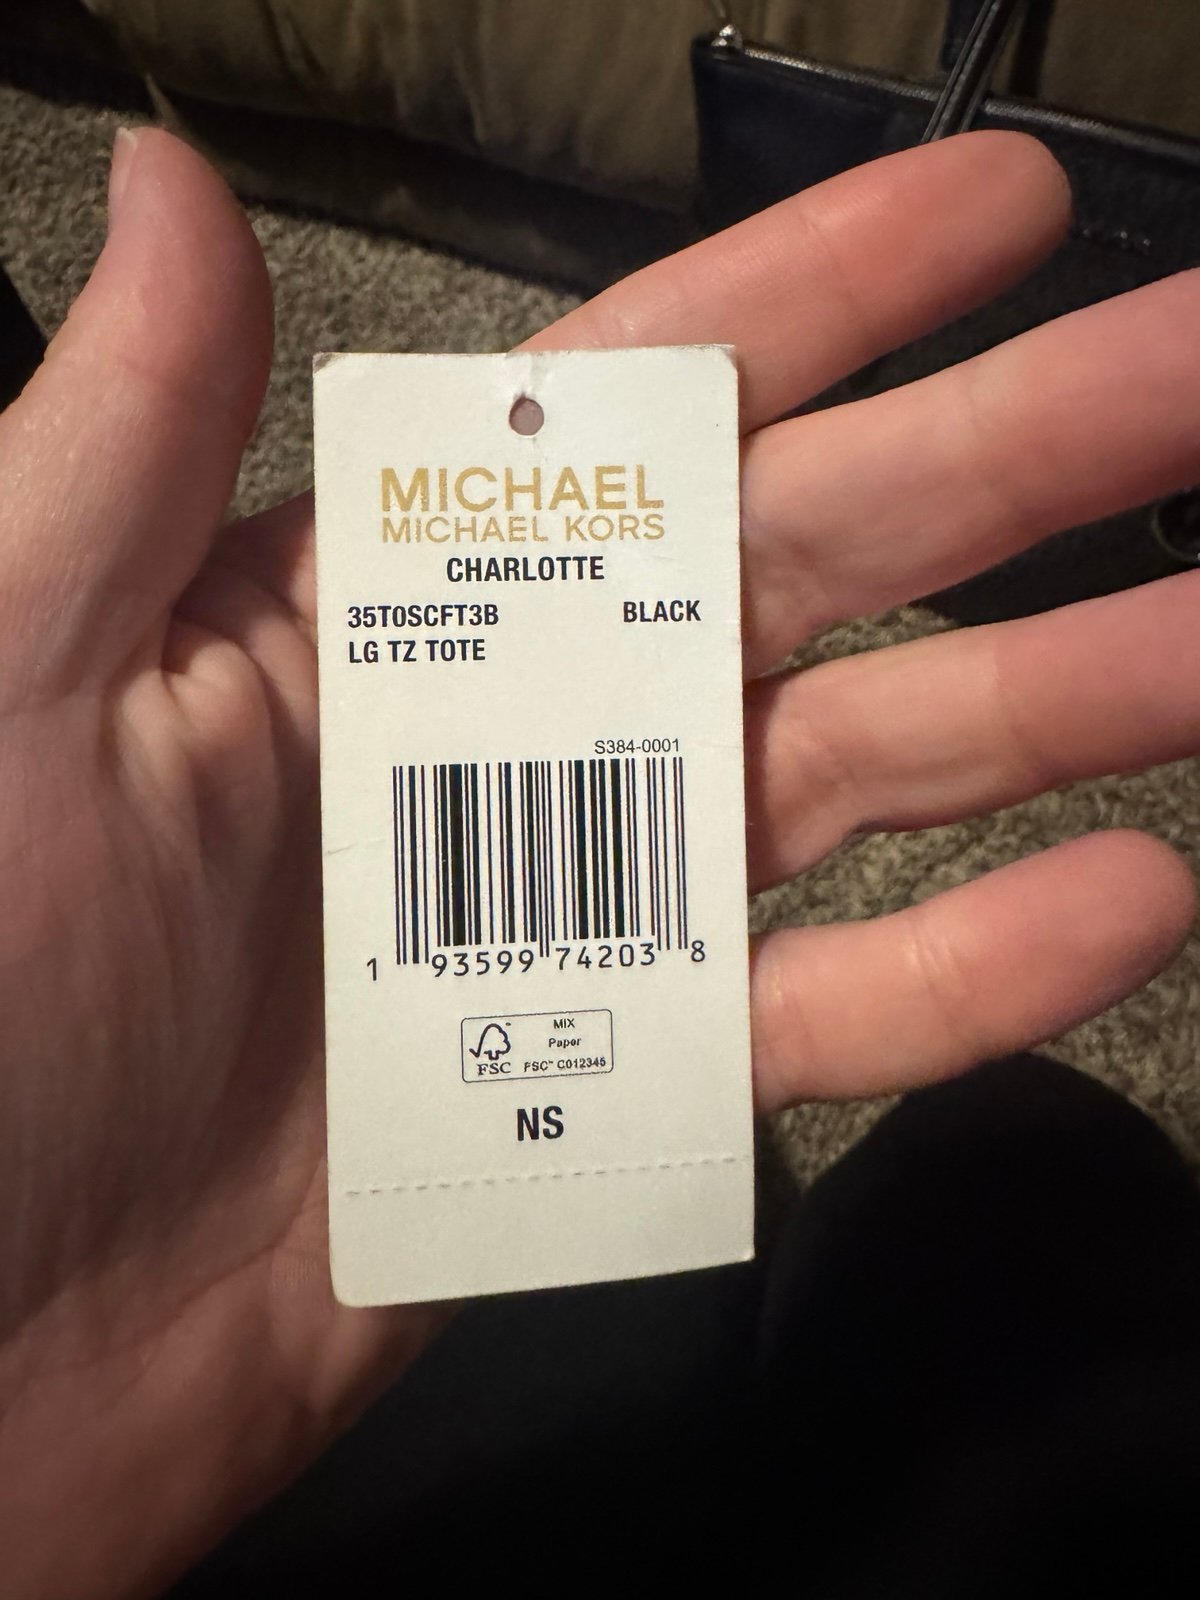 MICHAEL
MICHAEL KORS
CHARLOTTE
35T0SCFT3B BLACK
LG TZ TOTE
S384-0001
1 93599 74203 8
MIX
Paper
FSC™ C012345
FSC
NS